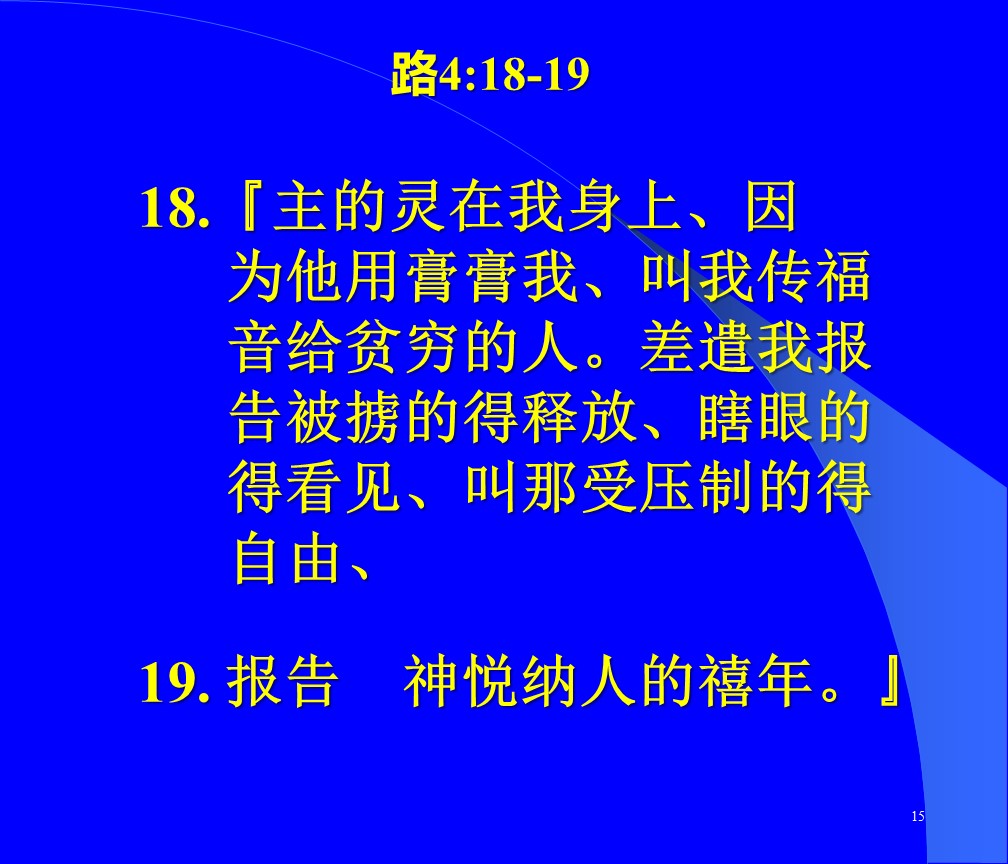 路4:18-19
18.『主的灵在我身上、因
为他用膏膏我、叫我传福
音给贫穷的人。差遣我报
告被掳的得释放、瞎眼的
得看见、叫那受压制的得
自由、
19. 报告　神悦纳人的禧年。』
15